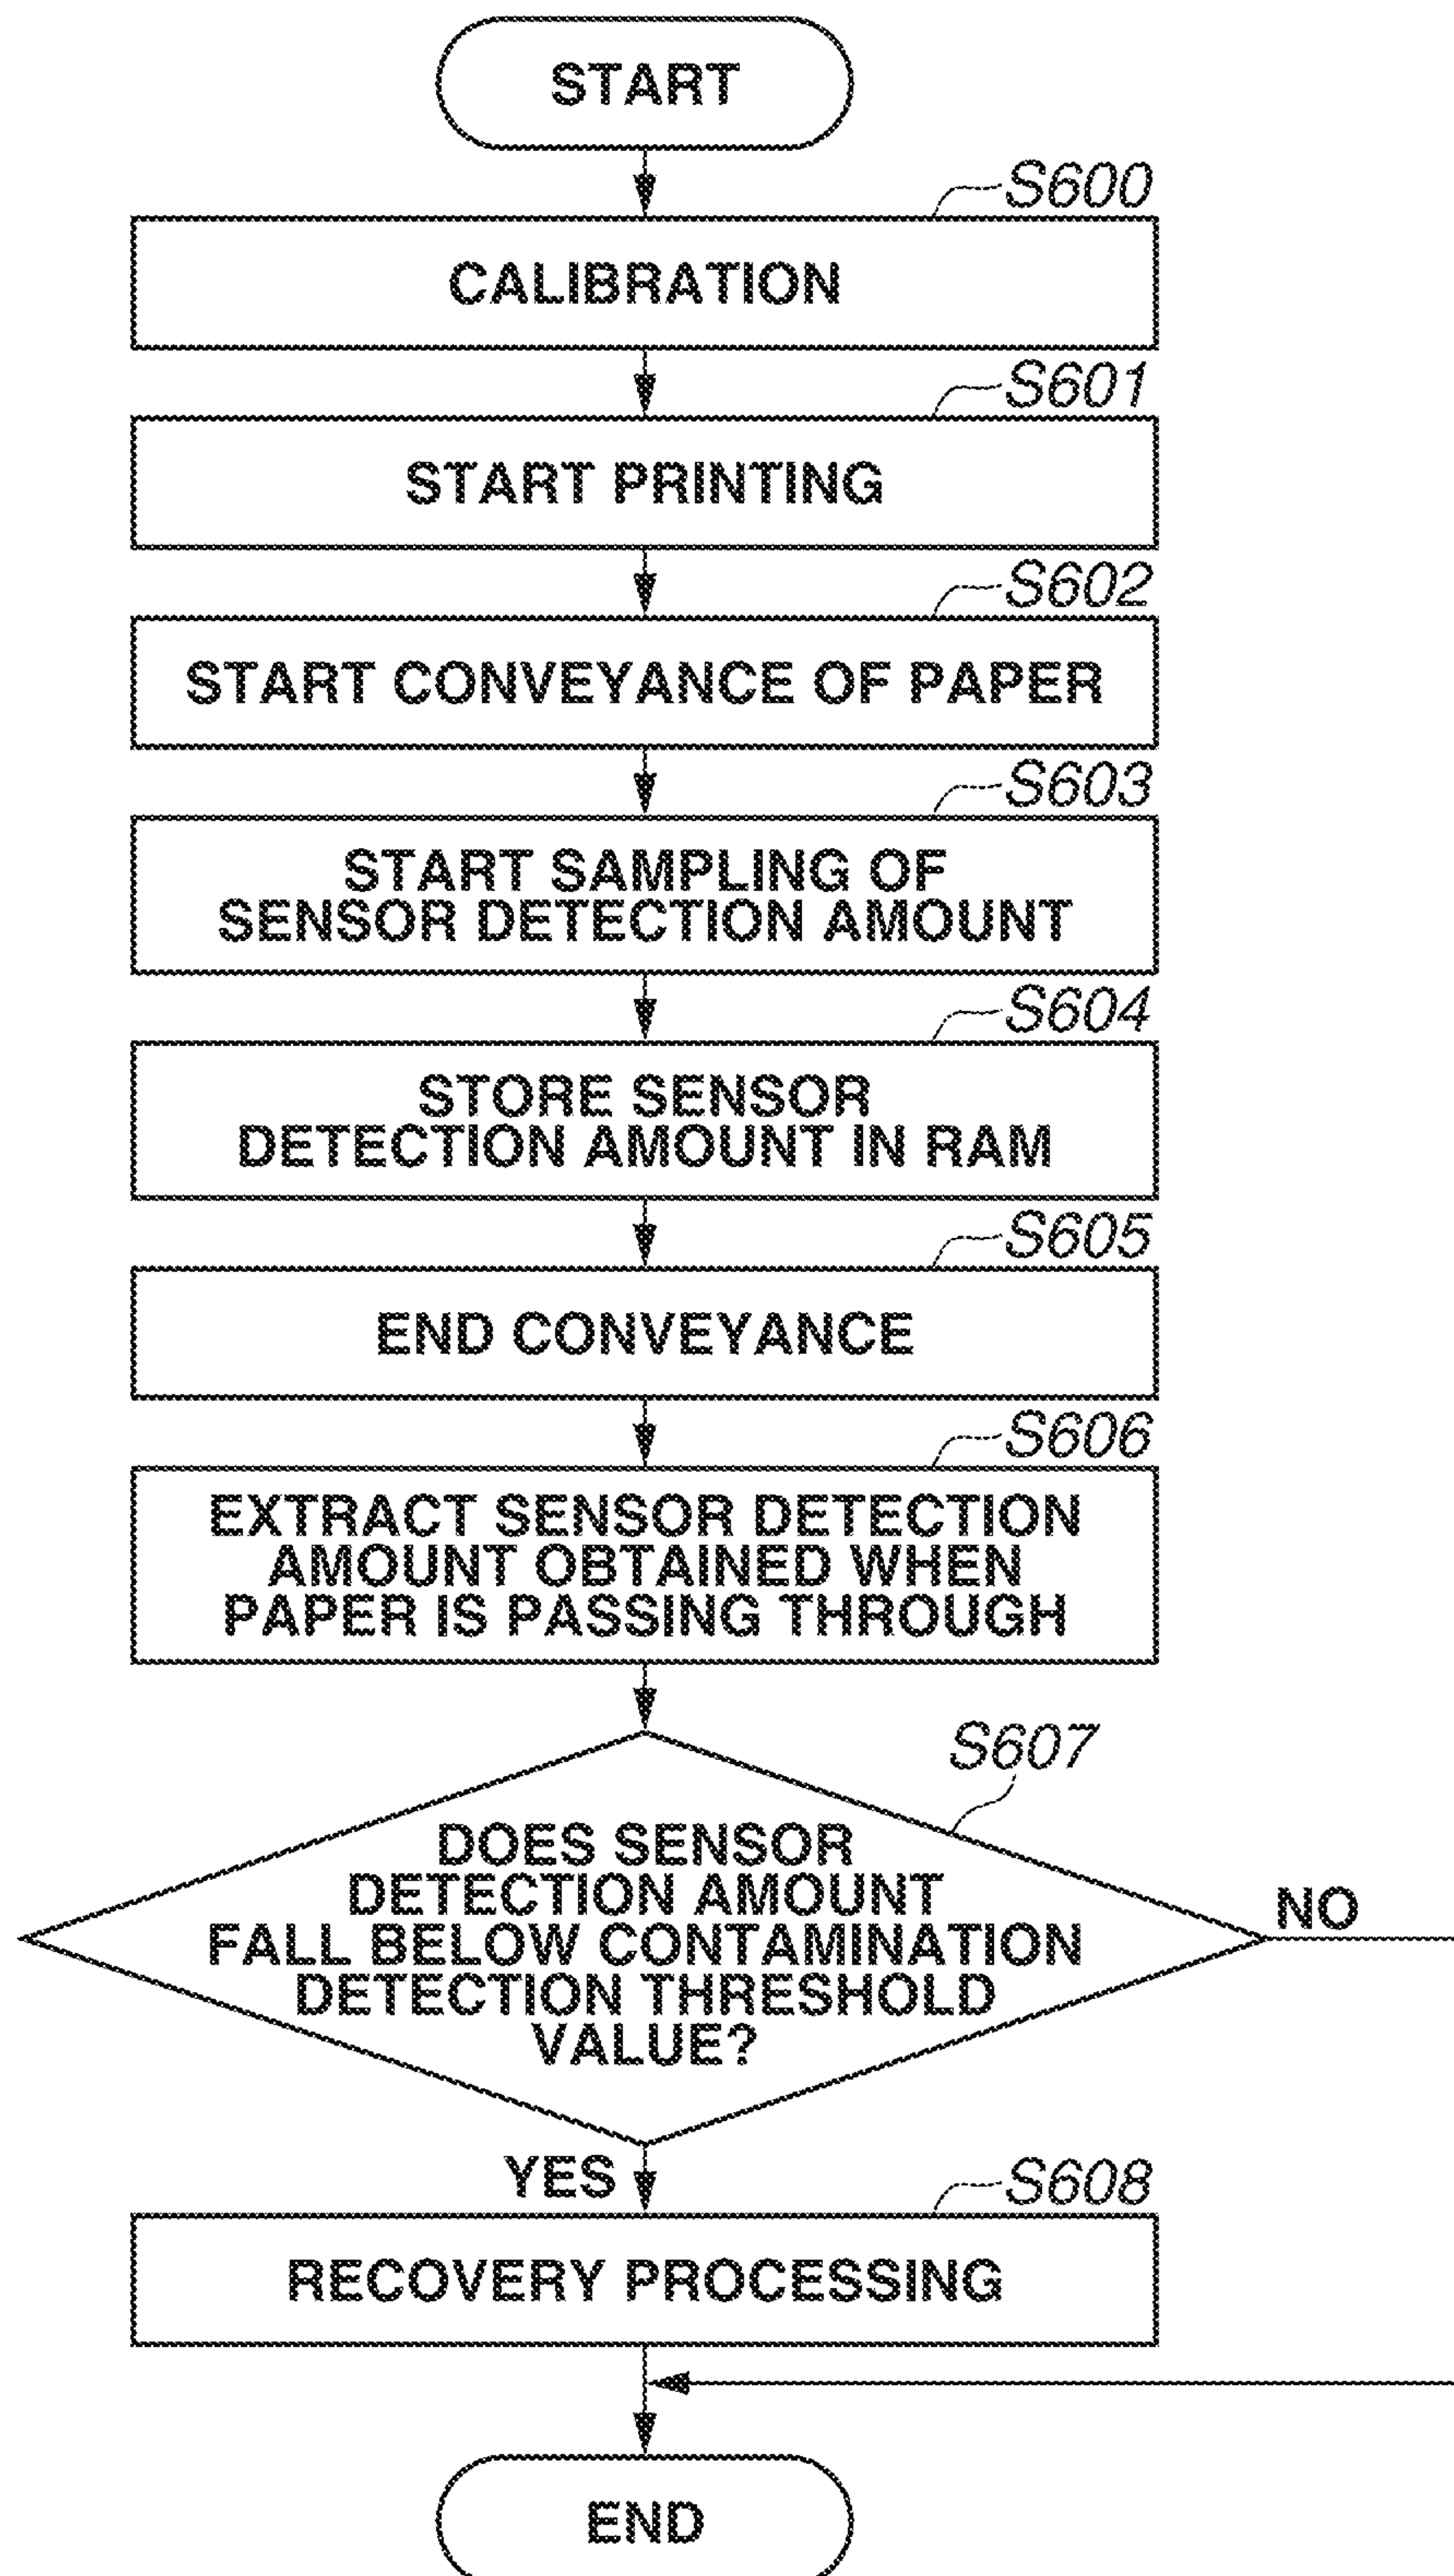 START
S600
CALIBRATION
S601
START PRINTING
S602
START CONVEYANCE OF PAPER
S603
START SAMPLING OF
SENSOR DETECTION AMOUNT
S604
STORE SENSOR
DETECTION AMOUNT IN RAM
S605
END CONVEYANCE
S606
EXTRACT SENSOR DETECTION
AMOUNT OBTAINED WHEN
PAPER IS PASSING THROUGH
S607
DOES SENSOR
DETECTION AMOUNT
FALL BELOW CONTAMINATION
DETECTION THRESHOLD
VALUE?
NO
YES
S608
RECOVERY PROCESSING
END